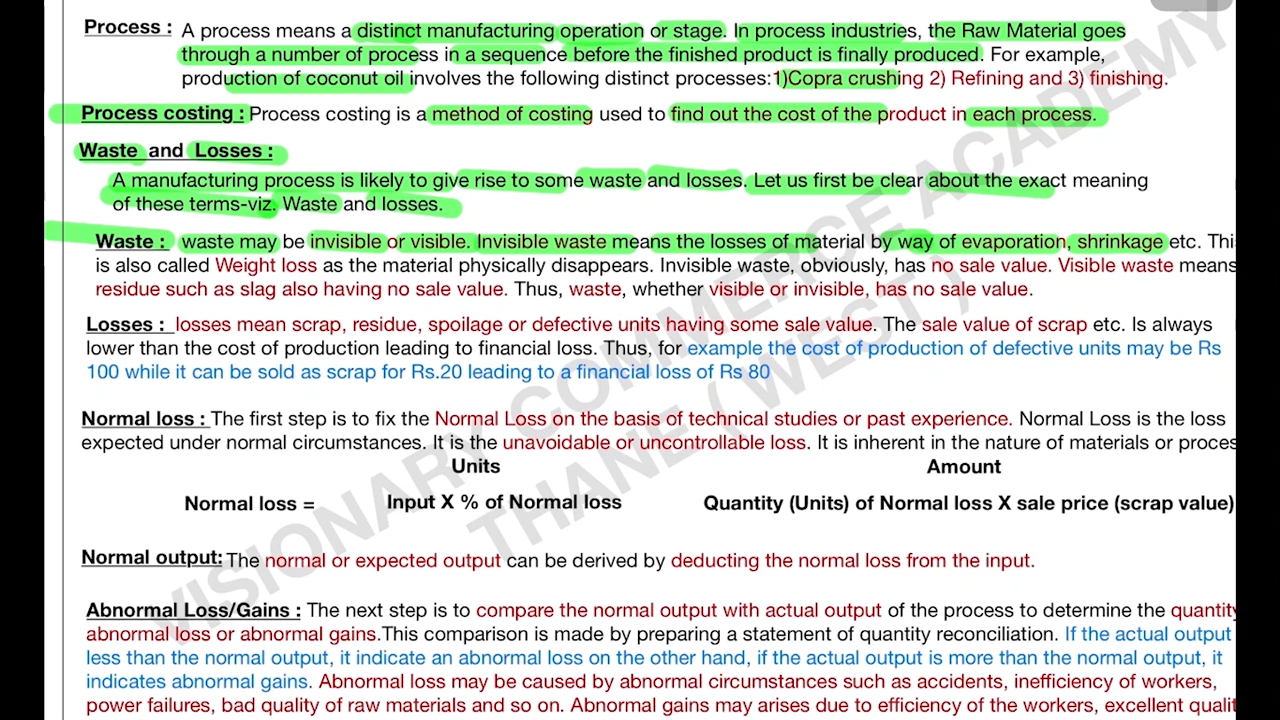 Process : A process means a distinct manufacturing operation or stage. In process industries, the Raw Material goes
through a number of process in a sequence before the finished product is finally produced. For example,
production of coconut oil involves the following distinct processes:1)Copra crushing 2) Refining and 3) finishing.
Process costing : Process costing is a method of costing used to find out the cost of the product in each process.
Waste and Losses :
A manufacturing process is likely to give rise to some waste and losses. Let us first be clear about the exact meaning
of these terms-viz. Waste and losses.
Waste : waste may be invisible or visible. Invisible waste means the losses of material by way of evaporation, shrinkage etc. Thi
is also called Weight loss as the material physically disappears. Invisible waste, obviously, has no sale value. Visible waste means
residue such as slag also having no sale value. Thus, waste, whether visible or invisible, has no sale value.
Losses : losses mean scrap, residue, spoilage or defective units having some sale value. The sale value of scrap etc. Is always
lower than the cost of production leading to financial loss. Thus, for example the cost of production of defective units may be Rs
100 while it can be sold as scrap for Rs.20 leading to a financial loss of Rs 80
Normal loss : The first step is to fix the Normal Loss on the basis of technical studies or past experience. Normal Loss is the loss
expected under normal circumstances. It is the unavoidable or uncontrollable loss. It is inherent in the nature of materials or proces
Units Amount
Normal loss = Input X % of Normal loss Quantity (Units) of Normal loss X sale price (scrap value)
Normal output: The normal or expected output can be derived by deducting the normal loss from the input.
Abnormal Loss/Gains : The next step is to compare the normal output with actual output of the process to determine the quantity
abnormal loss or abnormal gains.This comparison is made by preparing a statement of quantity reconciliation. If the actual output
less than the normal output, it indicate an abnormal loss on the other hand, if the actual output is more than the normal output, it
indicates abnormal gains. Abnormal loss may be caused by abnormal circumstances such as accidents, inefficiency of workers,
power failures, bad quality of raw materials and so on. Abnormal gains may arises due to efficiency of the workers, excellent qualit
VISIONARY COMMERCE ACADEMY
THANE ( WEST )